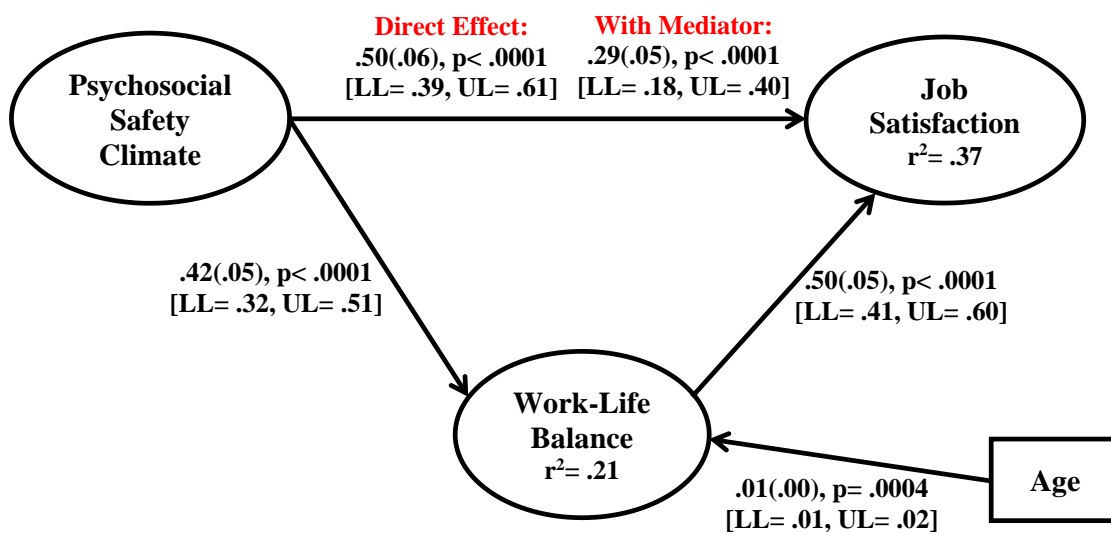 Direct Effect:
.50(.06), p< .0001
[LL= .39, UL= .61]
With Mediator:
.29(.05), p< .0001
[LL= .18, UL= .40]
Psychosocial
Safety
Climate
Job
Satisfaction
r²= .37
.42(.05), p< .0001
[LL= .32, UL= .51]
.50(.05), p< .0001
[LL= .41, UL= .60]
Work-Life
Balance
r²= .21
.01(.00), p= .0004
[LL= .01, UL= .02]
Age